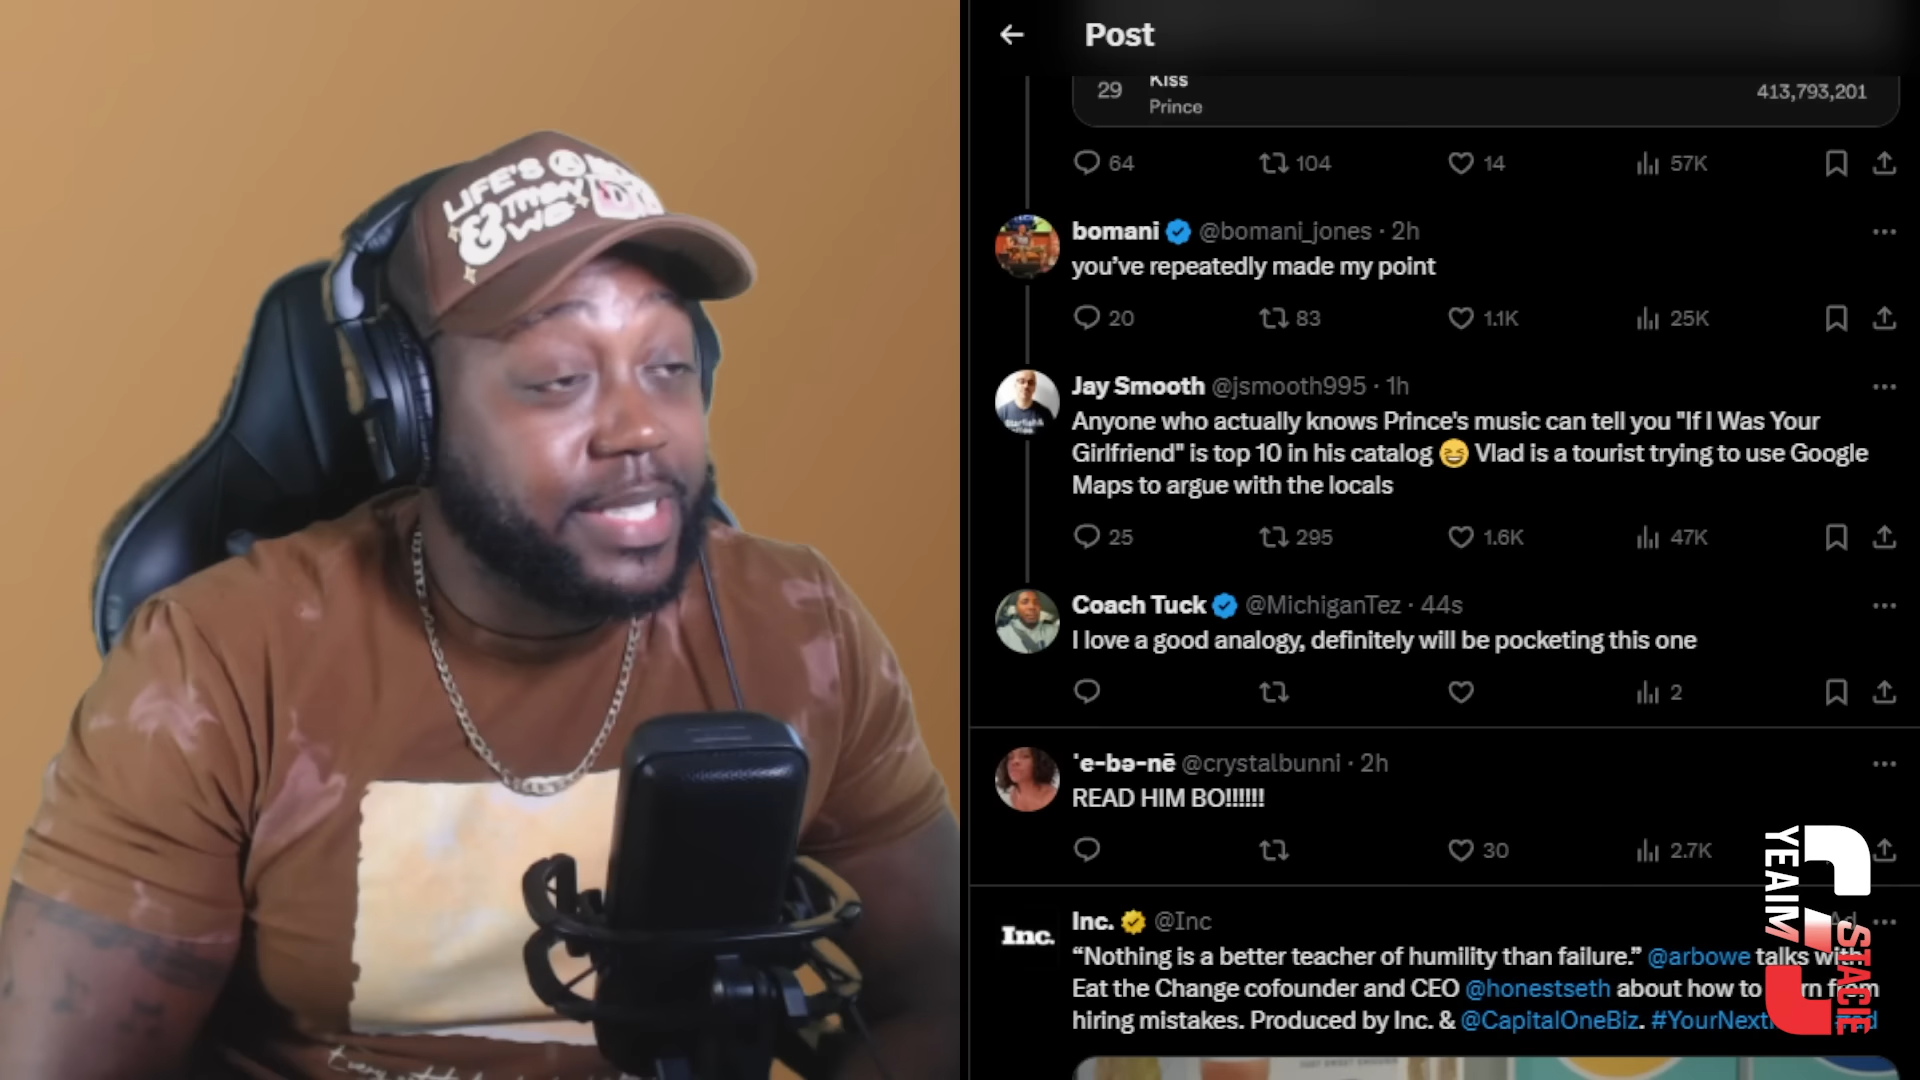 LIFE'S
&
Post
Kiss
29
Prince
413,793,201
64
104
14
57K
bomani @bomani_jones · 2h
you've repeatedly made my point
20
83
1.1K
25K
Jay Smooth @jsmooth995 · 1h
Anyone who actually knows Prince's music can tell you "If I Was Your
Girlfriend" is top 10 in his catalog 😆 Vlad is a tourist trying to use Google
Maps to argue with the locals
25
295
1.6K
47K
Coach Tuck @MichiganTez · 44s
I love a good analogy, definitely will be pocketing this one
2
ˈe-bə-nē @crystalbunni · 2h
READ HIM BO!!!!!!
30
2.7K
Inc.
Inc. @Inc
Ad
“Nothing is a better teacher of humility than failure.” @arbowe talks with
Eat the Change cofounder and CEO @honestseth about how to from
hiring mistakes. Produced by Inc. & @CapitalOneBiz.
YEAIM
STACIE